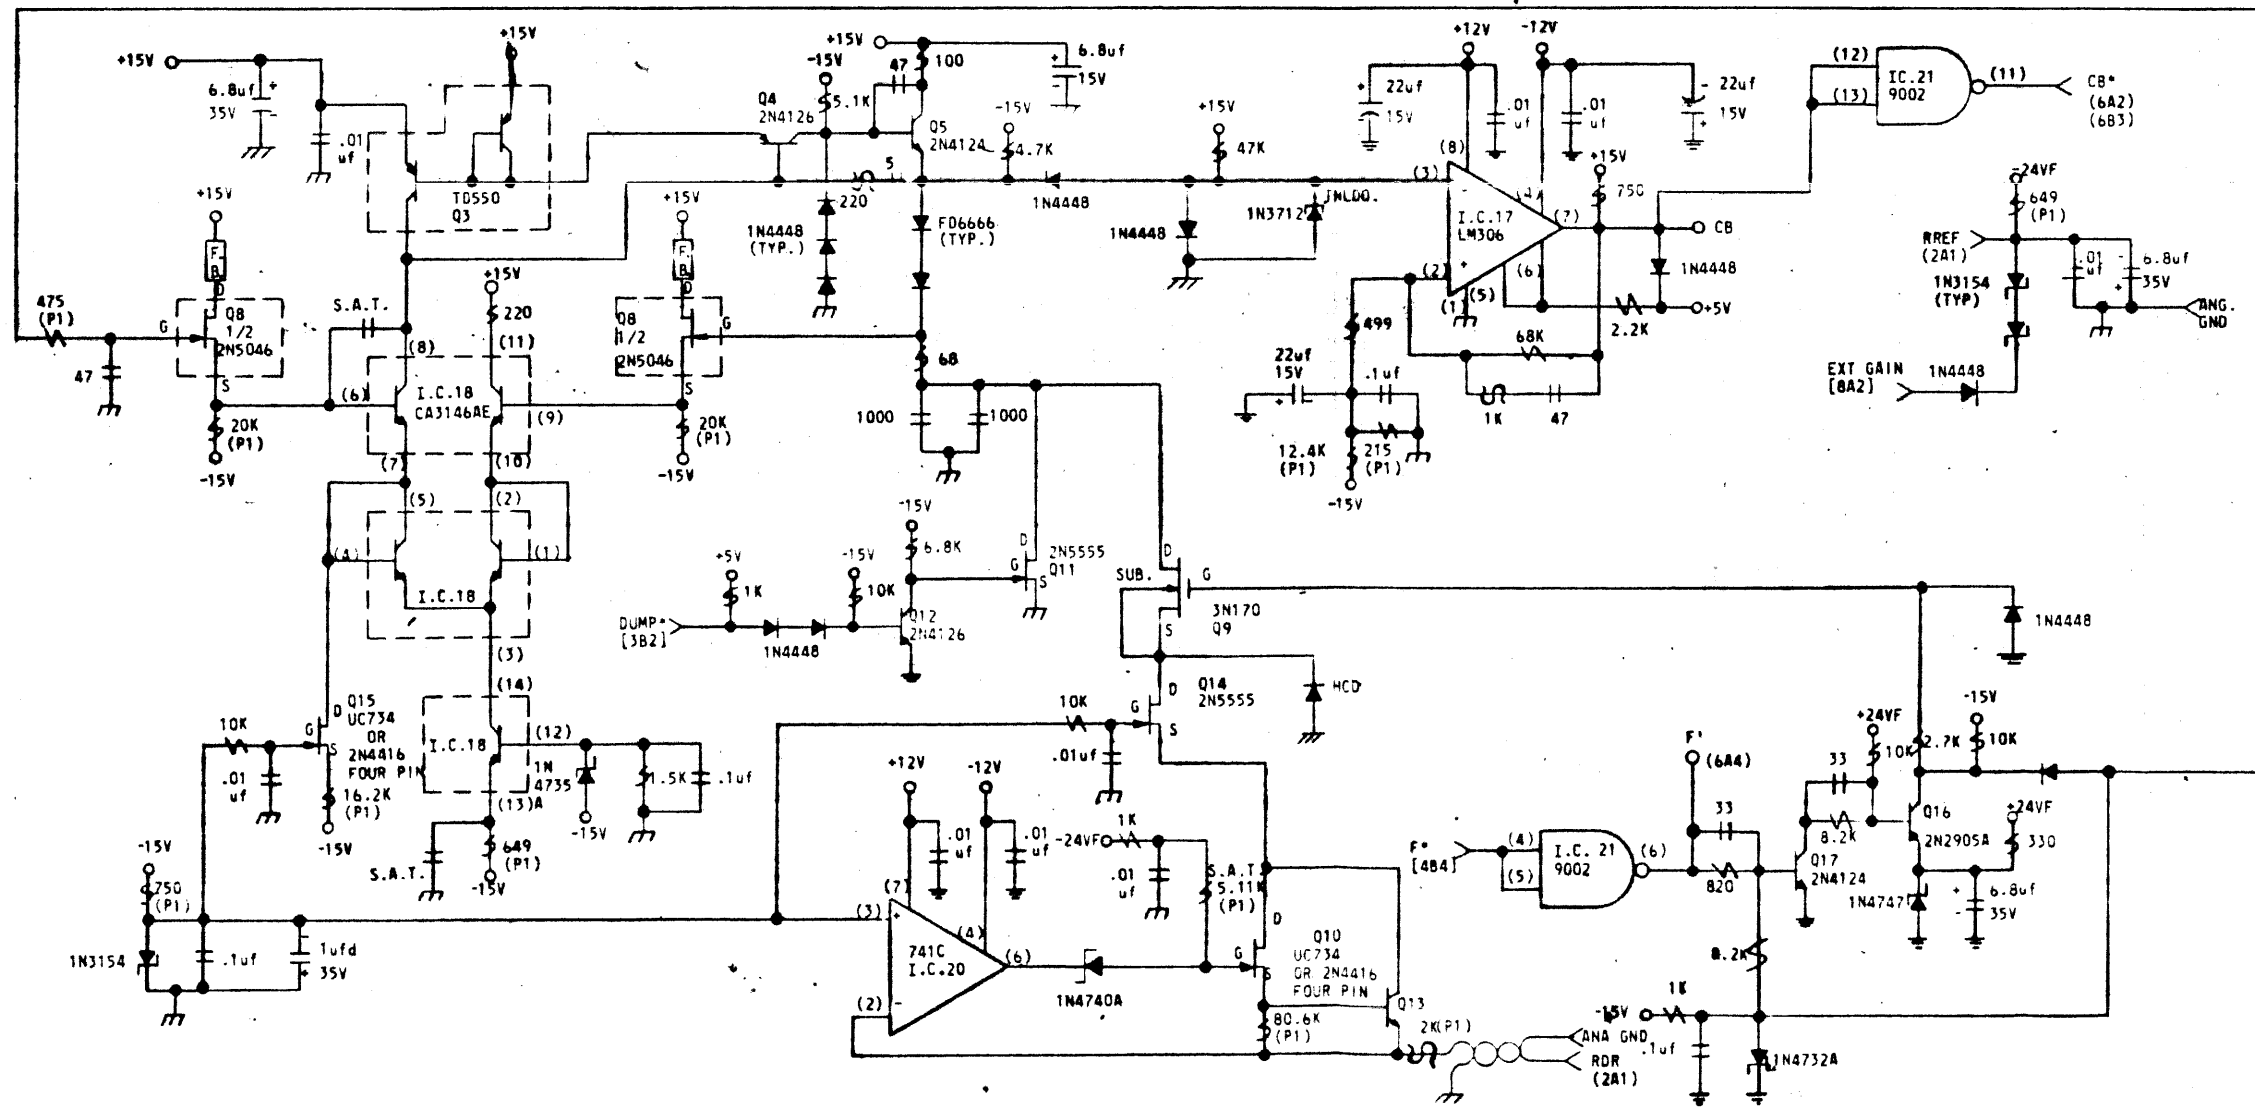 +15V
+12V
-12V
+15V
6.8uf
35V
.01
uf
TD550
Q3
+15V
100
47
6.8uf
15V
-15V
5.1K
Q4
2N4126
Q5
2N4124
-15V
4.7K
+15V
47K
220
1N4448
(TYP.)
FD6666
(TYP.)
1N4448
1N4448
1N3712
22uf
15V
.01
uf
.01
uf
22uf
15V
(8)
(3)
-
(4)
(7)
I.C.17
LM306
+
(2)
(6)
(1)
(5)
+15V
750
(12)
(13)
IC.21
9002
(11)
CB*
(6A2)
(6B3)
CB
1N4448
+5V
2.2K
68K
1K
47
499
22uf
15V
.1uf
12.4K
(P1)
215
(P1)
-15V
-24VF
649
(P1)
RREF
(2A1)
1N3154
(TYP)
.01
uf
6.8uf
35V
ANG.
GND
EXT GAIN
[8A2]
1N4448
475
(P1)
47
+15V
F.
B.
D
G
Q8
1/2
2N5046
S
20K
(P1)
-15V
S.A.T.
(8)
(6)
I.C.18
CA3146AE
(7)
+15V
220
(11)
(9)
(10)
+15V
F.
B.
D
G
Q8
1/2
2N5046
S
20K
(P1)
-15V
68
1000
1000
(5)
(2)
(4)
(1)
I.C.18
(3)
(14)
I.C.18
(12)
(13)A
1N
4735
-15V
1.5K
.1uf
S.A.T.
649
(P1)
-15V
10K
.01
uf
G
D
S
Q15
UC734
OR
2N4416
FOUR PIN
16.2K
(P1)
-15V
-15V
750
(P1)
1N3154
.1uf
1ufd
35V
DUMP*
[3B2]
+5V
1K
1N4448
-15V
10K
-15V
6.8K
Q12
2N4126
D
G
S
2N5555
Q11
SUB.
D
G
S
3N170
Q9
HCD
10K
.01uf
G
D
S
Q14
2N5555
+12V
-12V
.01
uf
.01
uf
(7)
(3)
+
(4)
(6)
741C
I.C.20
(2)
-
1N4740A
-24VF
1K
.01
uf
S.A.T.
5.11K
(P1)
D
G
S
Q10
UC734
OR 2N4416
FOUR PIN
Q13
80.6K
(P1)
2K(P1)
ANA GND
RDR
(2A1)
1N4448
F'
(6A4)
F*
[4B4]
(4)
(5)
I.C. 21
9002
(6)
33
820
Q17
2N4124
33
8.2K
+24VF
10K
2.7K
-15V
10K
Q16
2N2905A
+24VF
330
1N4747
6.8uf
35V
8.2K
1K
-15V
.1uf
1N4732A